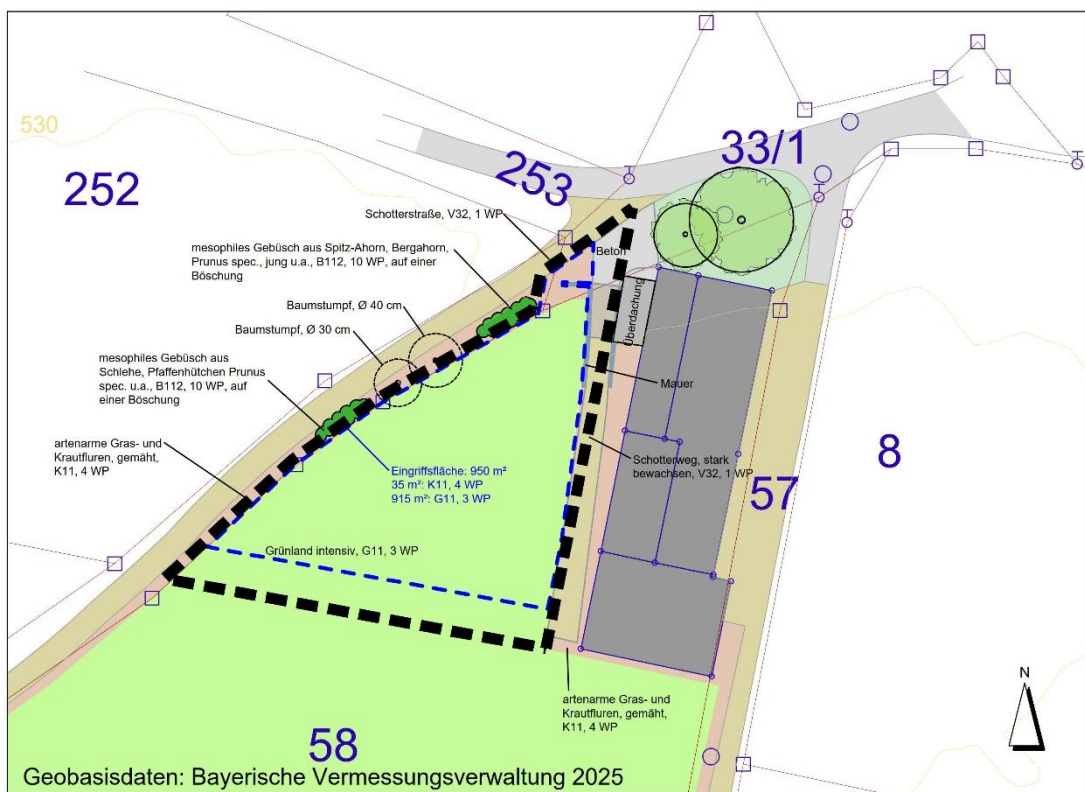 530
252
253
33/1
Schotterstraße, V32, 1 WP
mesophiles Gebüsch aus Spitz-Ahorn, Bergahorn,
Prunus spec., jung u.a., B112, 10 WP, auf einer
Böschung
Beton
Überdachung
Baumstumpf, Ø 40 cm
Baumstumpf, Ø 30 cm
mesophiles Gebüsch aus
Schlehe, Pfaffenhütchen Prunus
spec. u.a., B112, 10 WP, auf
einer Böschung
Mauer
artenarme Gras- und
Krautfluren, gemäht,
K11, 4 WP
Eingriffsfläche: 950 m²
35 m²: K11, 4 WP
915 m²: G11, 3 WP
Schotterweg, stark
bewachsen, V32, 1 WP
8
57
Grünland intensiv, G11, 3 WP
N
artenarme Gras- und
Krautfluren, gemäht,
K11, 4 WP
58
Geobasisdaten: Bayerische Vermessungsverwaltung 2025